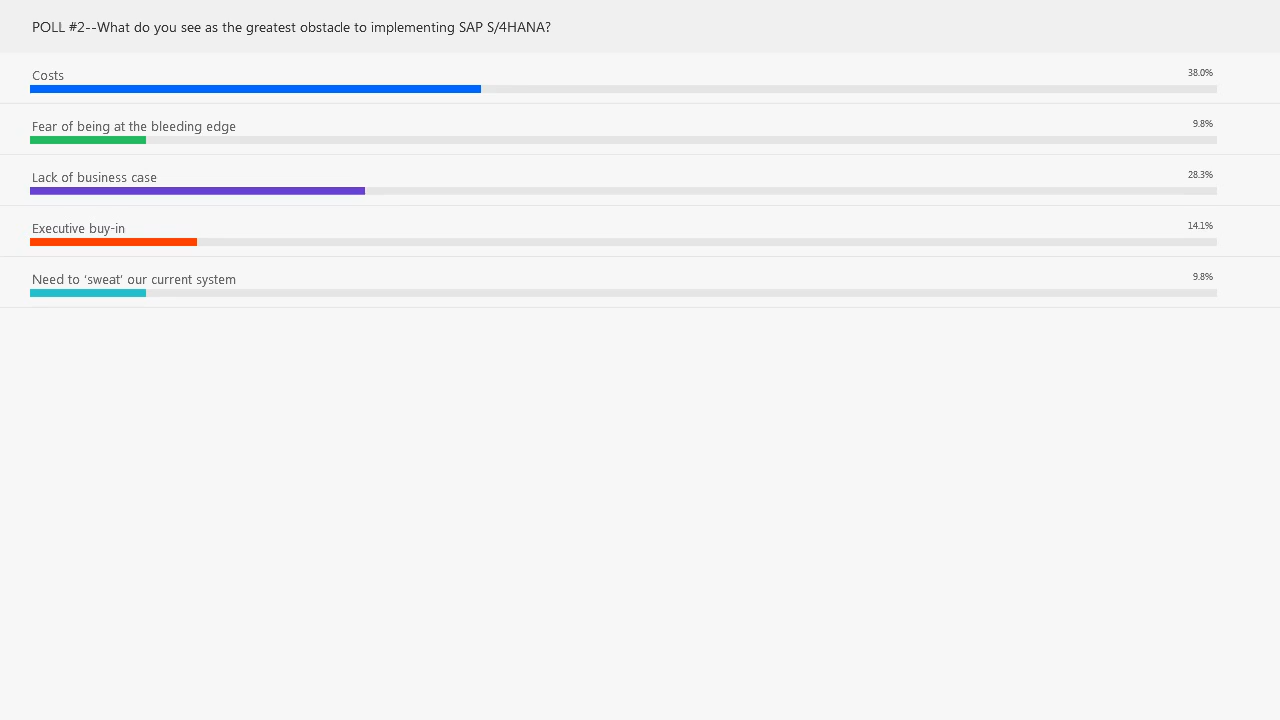 POLL #2--What do you see as the greatest obstacle to implementing SAP S/4HANA?
Costs
38.0%
Fear of being at the bleeding edge
9.8%
Lack of business case
28.3%
Executive buy-in
14.1%
Need to 'sweat' our current system
9.8%